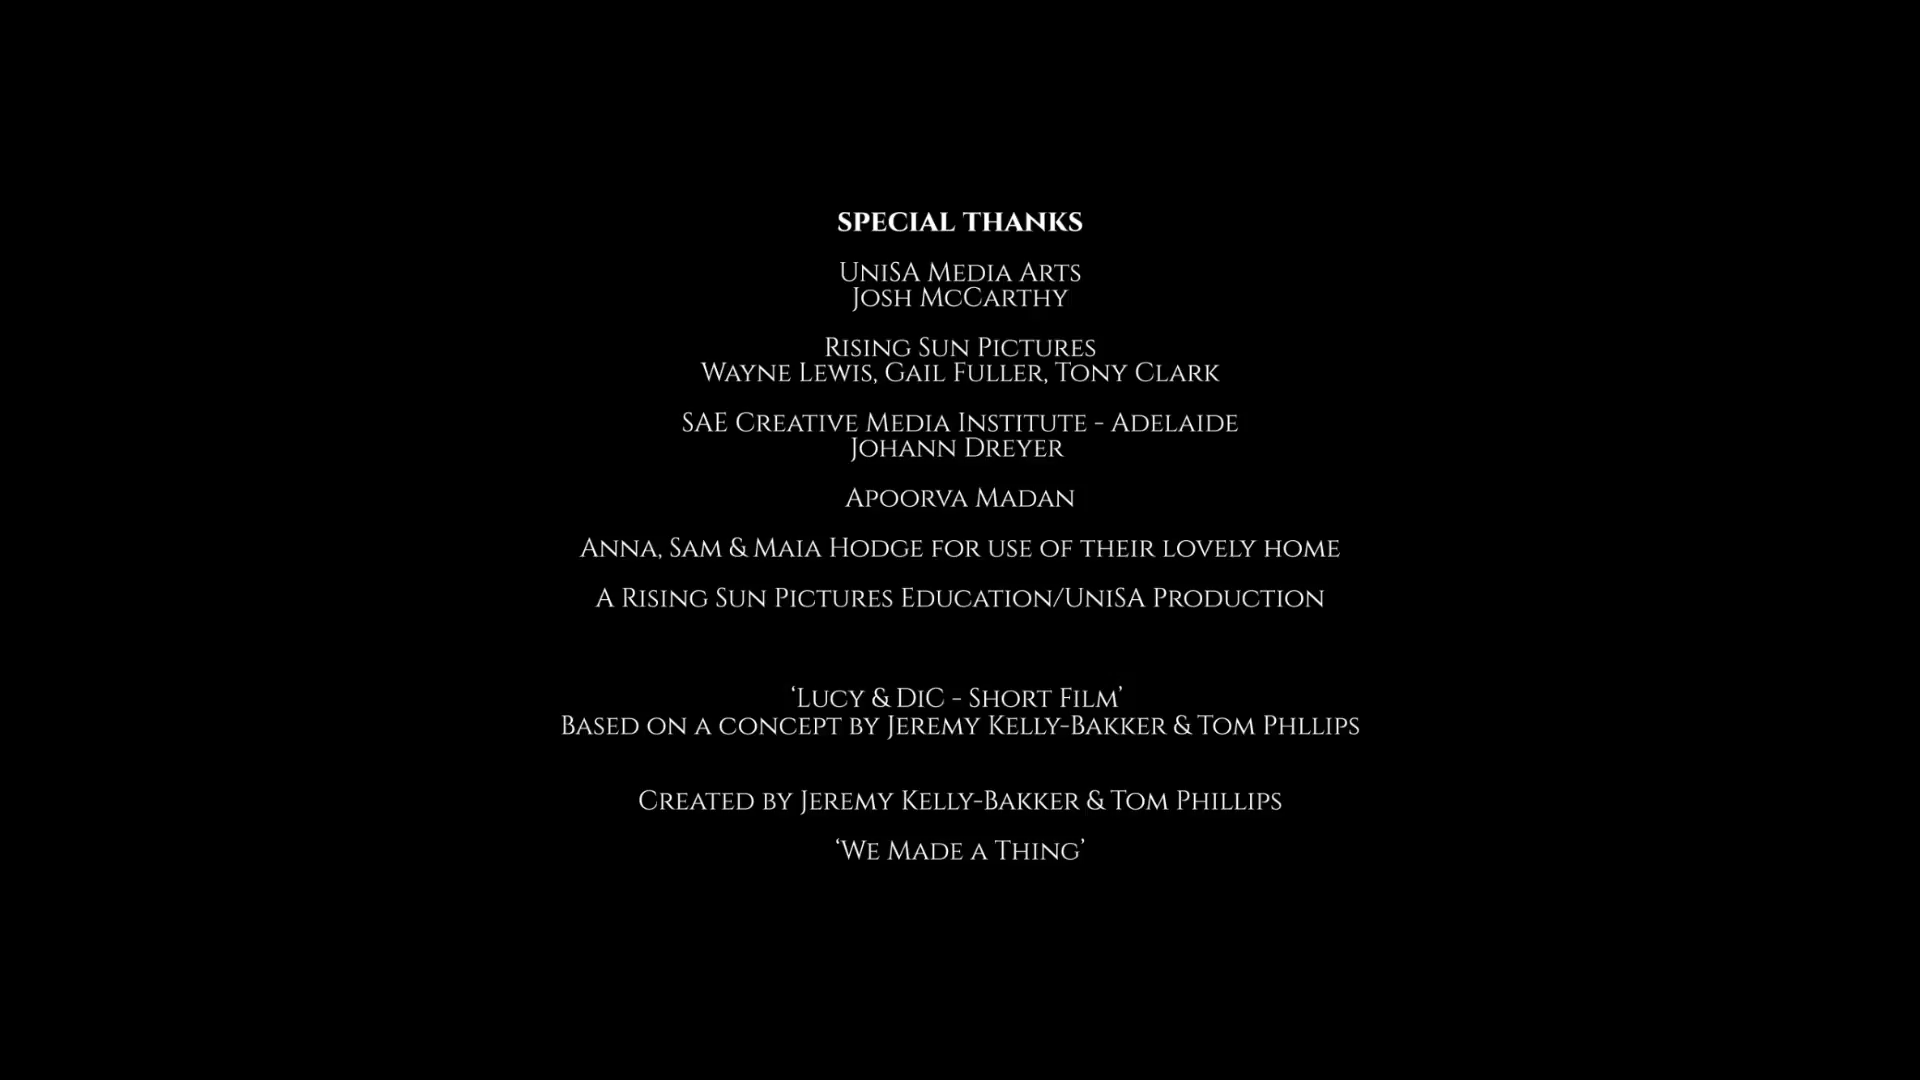 SPECIAL THANKS
UniSA Media Arts
Josh McCarthy
Rising Sun Pictures
Wayne Lewis, Gail Fuller, Tony Clark
SAE Creative Media Institute - Adelaide
Johann Dreyer
Apoorva Madan
Anna, Sam & Maia Hodge for use of their lovely home
A Rising Sun Pictures Education/UniSA Production
‘Lucy & DiC - Short Film’
Based on a concept by Jeremy Kelly-Bakker & Tom Phllips
Created by Jeremy Kelly-Bakker & Tom Phillips
‘We Made a Thing’